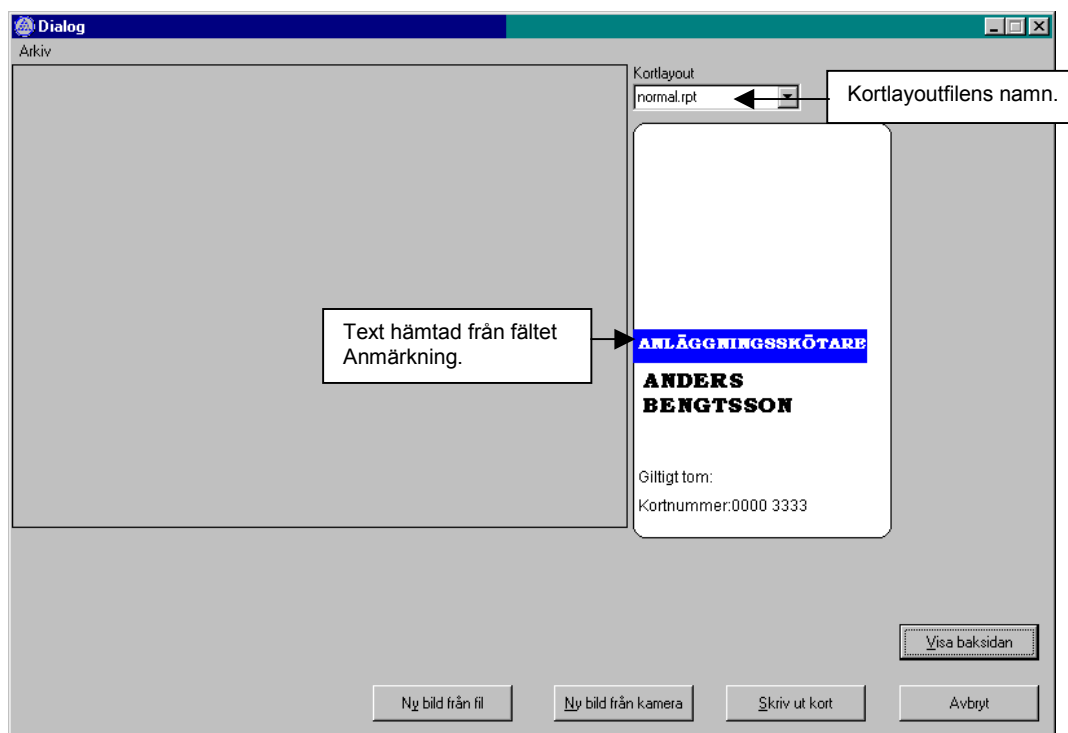 Dialog
Arkiv
Kortlayout
normal.rpt
Kortlayoutfilens namn.
Text hämtad från fältet
Anmärkning.
ANLÄGGNINGSSKÖTARE
ANDERS
BENGTSSON
Giltigt tom:
Kortnummer:0000 3333
Visa baksidan
Ny bild från fil
Ny bild från kamera
Skriv ut kort
Avbryt